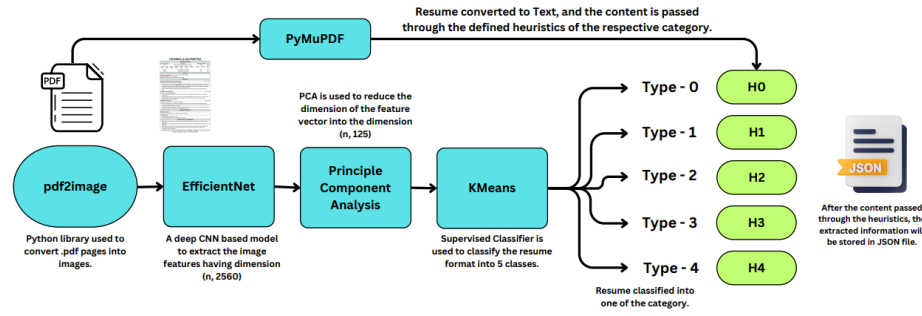 Resume converted to Text, and the content is passed
through the defined heuristics of the respective category.
PyMuPDF
PDF
PCA is used to reduce the
dimension of the feature
vector into the dimension
(n, 125)
pdf2image
EfficientNet
Principle
Component
Analysis
KMeans
Type - 0
Type - 1
Type - 2
Type - 3
Type - 4
H0
H1
H2
H3
H4
JSON
Python library used to
convert .pdf pages into
images.
A deep CNN based model
to extract the image
features having dimension
(n, 2560)
Supervised Classifier is
used to classify the resume
format into 5 classes.
Resume classified into
one of the category.
After the content passed
through the heuristics, the
extracted information will
be stored in JSON file.